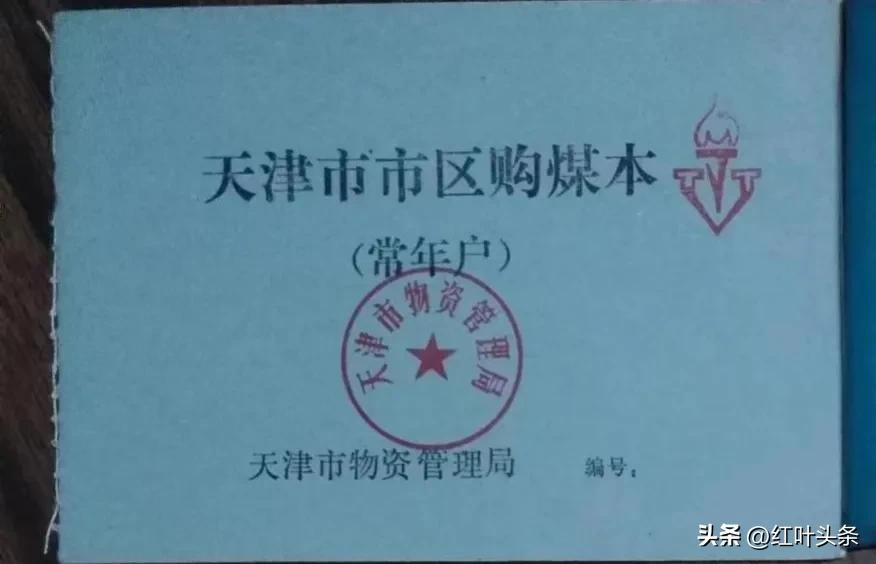 天津市市区购煤本
(常年户)
天津市物资管理局
天津市物资管理局 编号:
头条 @红叶头条